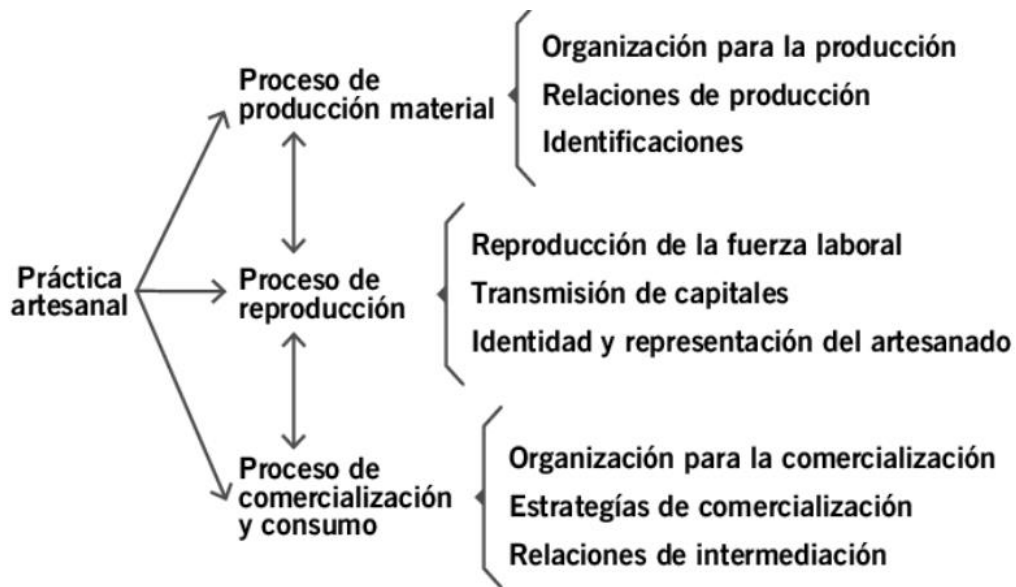 Práctica
artesanal
Proceso de
producción material
Organización para la producción
Relaciones de producción
Identificaciones
Proceso de
reproducción
Reproducción de la fuerza laboral
Transmisión de capitales
Identidad y representación del artesanado
Proceso de
comercialización
y consumo
Organización para la comercialización
Estrategías de comercialización
Relaciones de intermediación